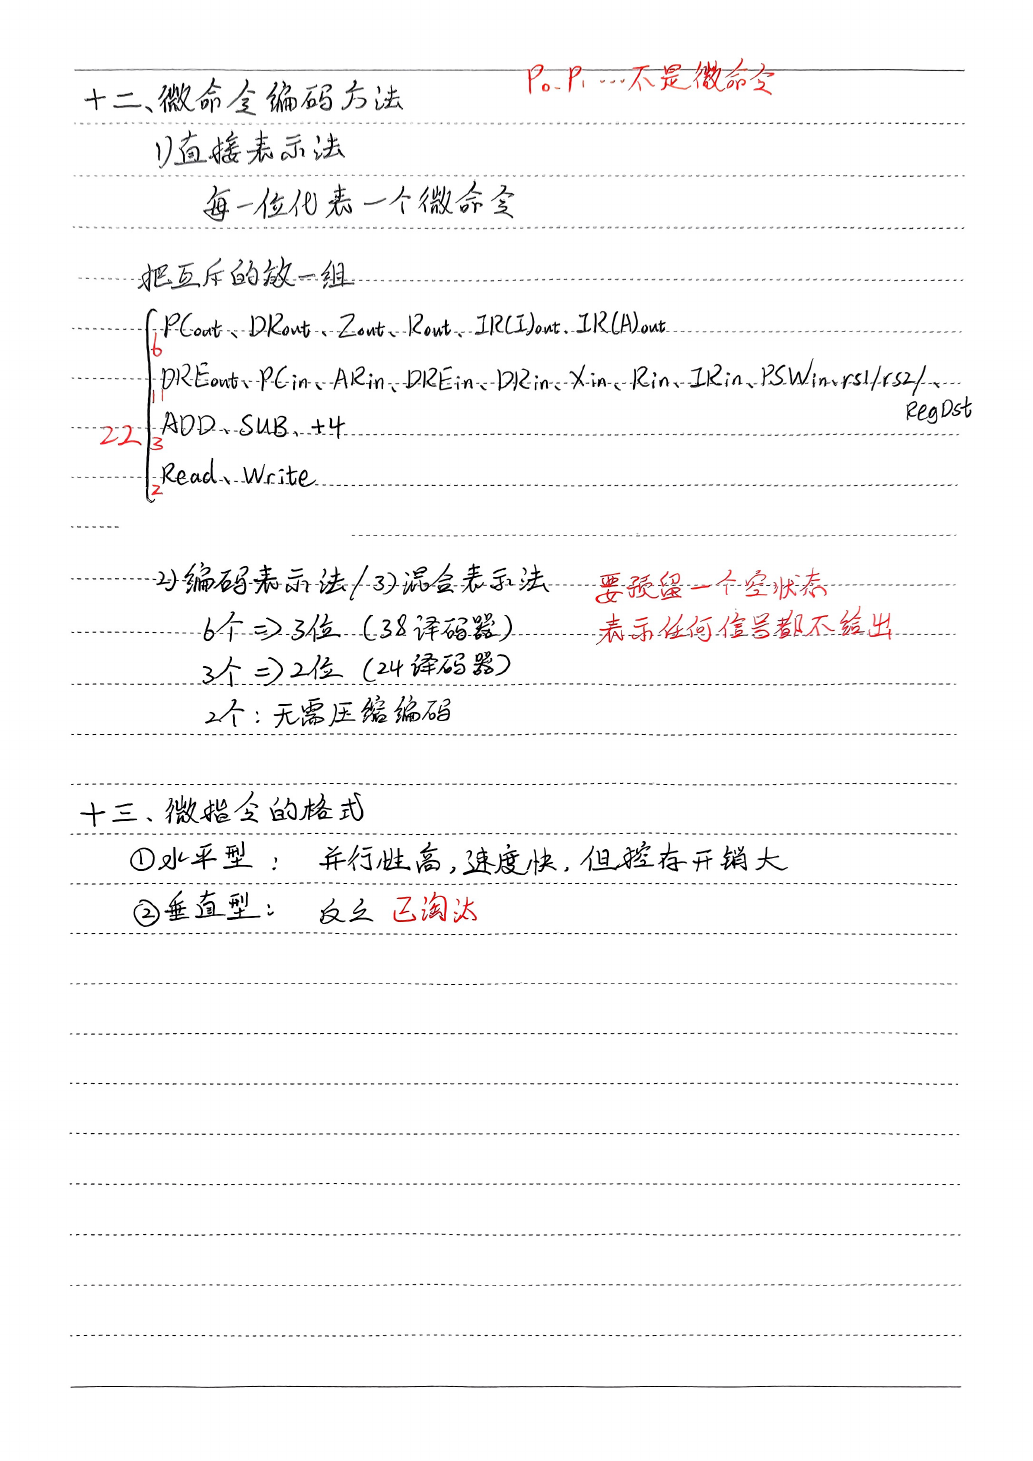 P₀、P₁ …不是微命令
十二、微命令编码方法
1)直接表示法
每一位代表一个微命令
把互斥的放一组
PCout、DRout、Zout、Rout、IR(I)out、IR(A)out
6
DREout、PCin、ARin、DREin、DRin、Xin、Rin、IRin、PSWin、rs1/rs2/、
RegDst
11
22
ADD、SUB、+4
3
Read、Write
2
2)编码表示法/3)混合表示法
要预留一个空状态
6个⇒3位（38译码器）
表示任何信号都不给出
3个⇒2位（24译码器）
2个：无需压缩编码
十三、微指令的格式
①水平型： 并行性高，速度快，但控存开销大
②垂直型： 反之 已淘汰